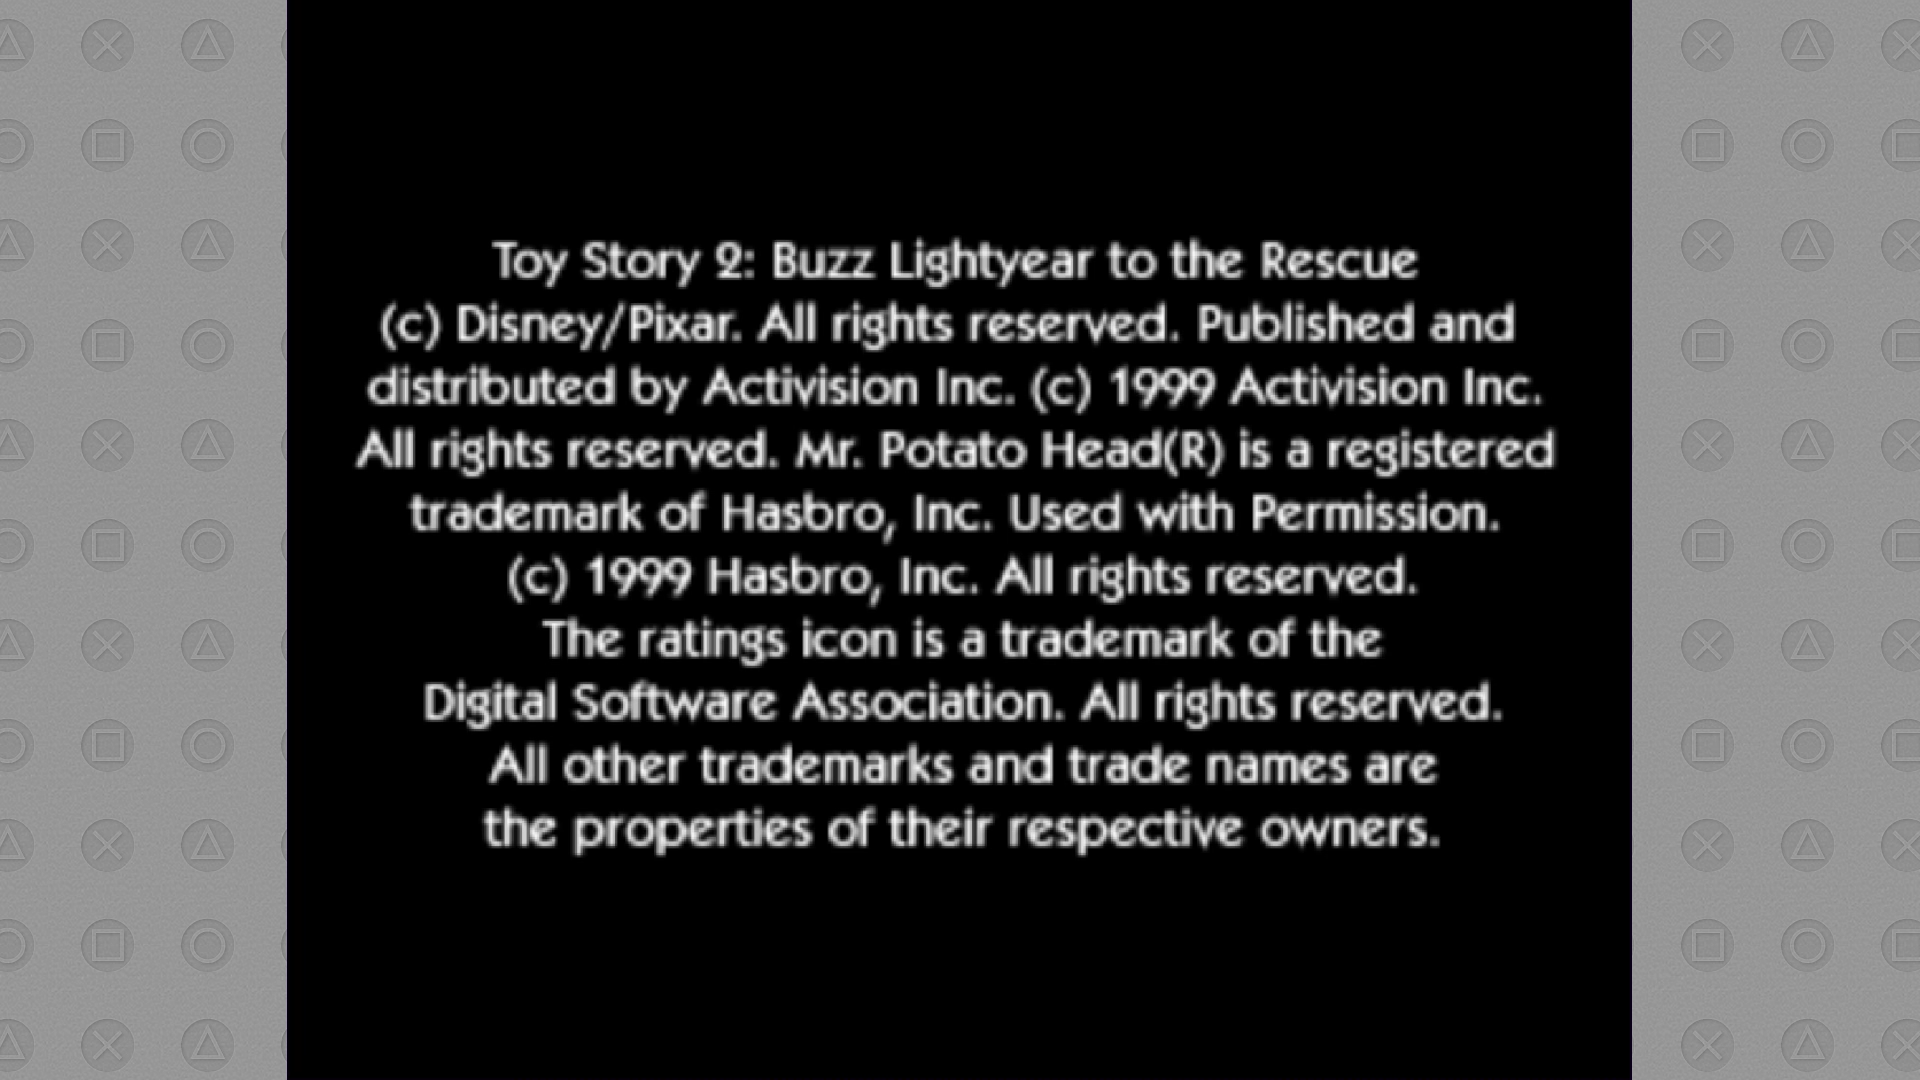 Toy Story 2: Buzz Lightyear to the Rescue
(c) Disney/Pixar. All rights reserved. Published and
distributed by Activision Inc. (c) 1999 Activision Inc.
All rights reserved. Mr. Potato Head(R) is a registered
trademark of Hasbro, Inc. Used with Permission.
(c) 1999 Hasbro, Inc. All rights reserved.
The ratings icon is a trademark of the
Digital Software Association. All rights reserved.
All other trademarks and trade names are
the properties of their respective owners.